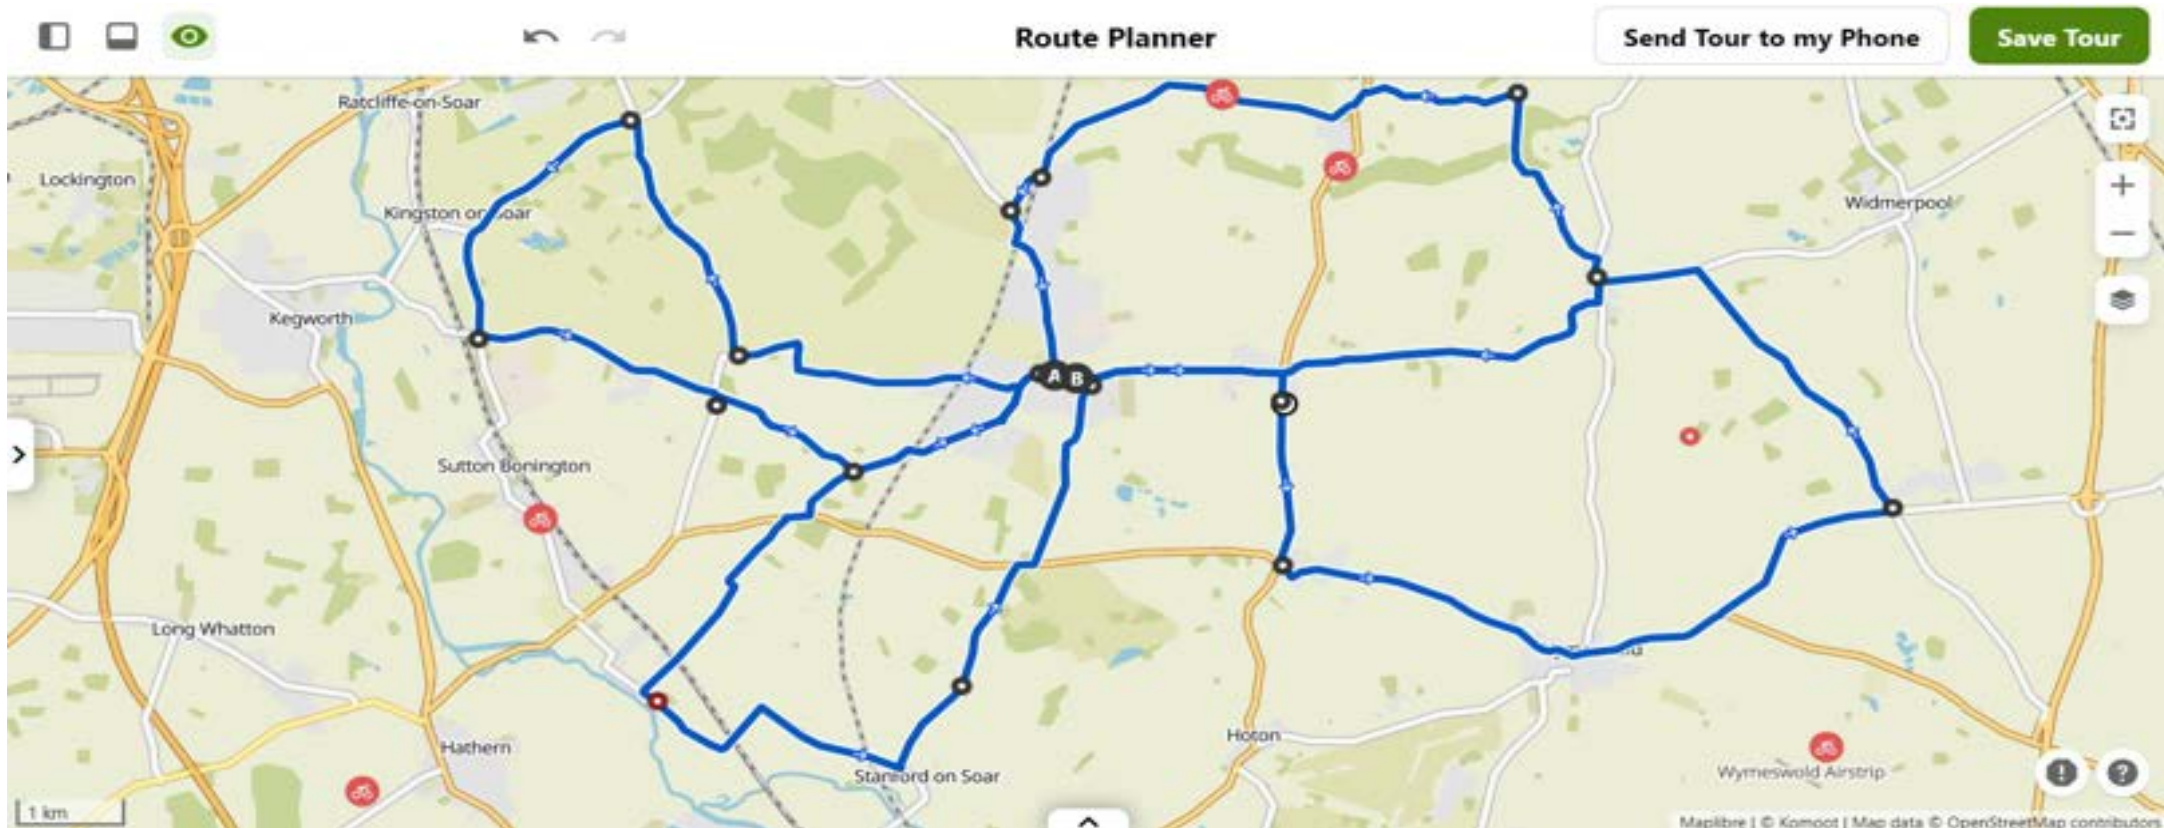 Route Planner
Send Tour to my Phone
Save Tour
Ratcliffe-on-Soar
Lockington
Kingston on Soar
Widmerpool
Kegworth
A B
Sutton Bonington
Long Whatton
Hathern
Hoton
Stanford on Soar
Wymeswold Airstrip
1 km
Maplibre | © Komoot | Map data © OpenStreetMap contributors